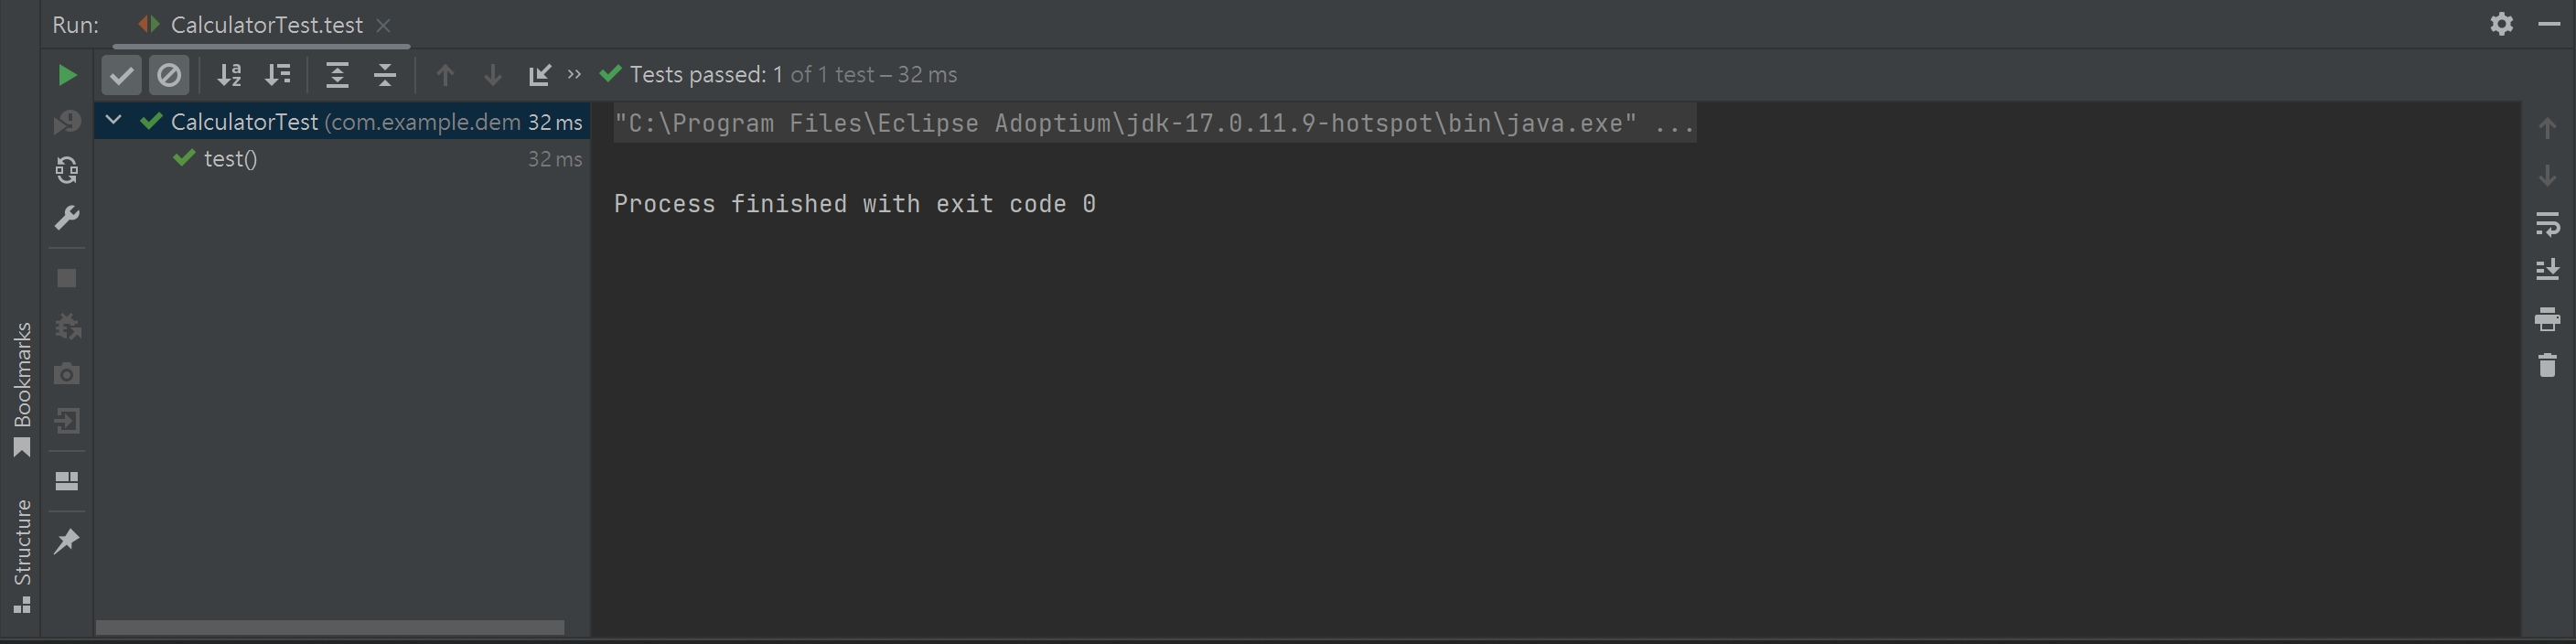 Run: CalculatorTest.test
Tests passed: 1 of 1 test – 32 ms
CalculatorTest (com.example.dem 32 ms
test() 32 ms
"C:\Program Files\Eclipse Adoptium\jdk-17.0.11.9-hotspot\bin\java.exe" ...
Process finished with exit code 0
Bookmarks
Structure